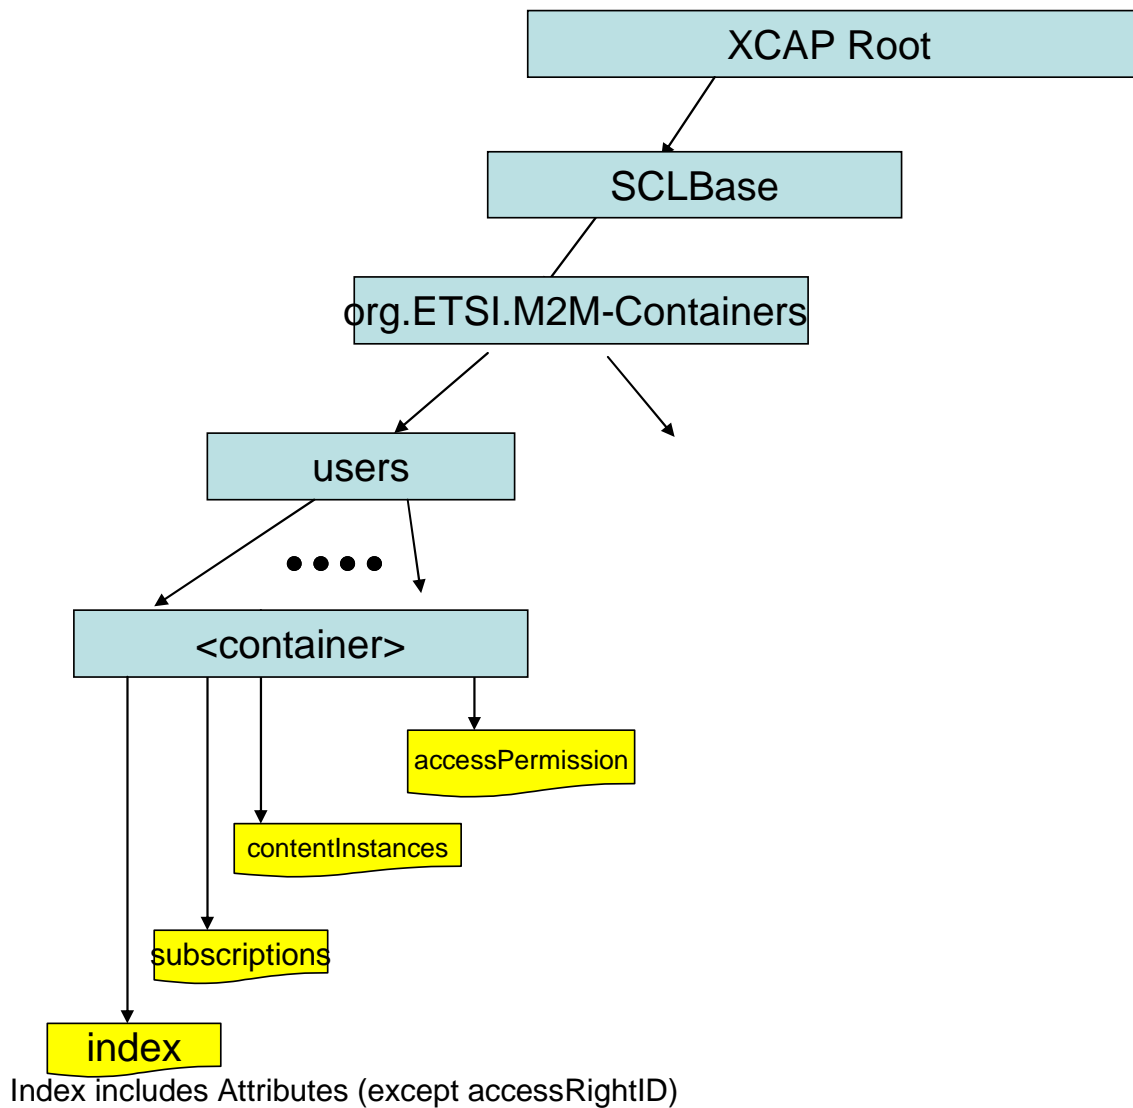 XCAP Root
SCLBase
org.ETSI.M2M-Containers
users
<container>
accessPermission
contentInstances
subscriptions
index
Index includes Attributes (except accessRightID)